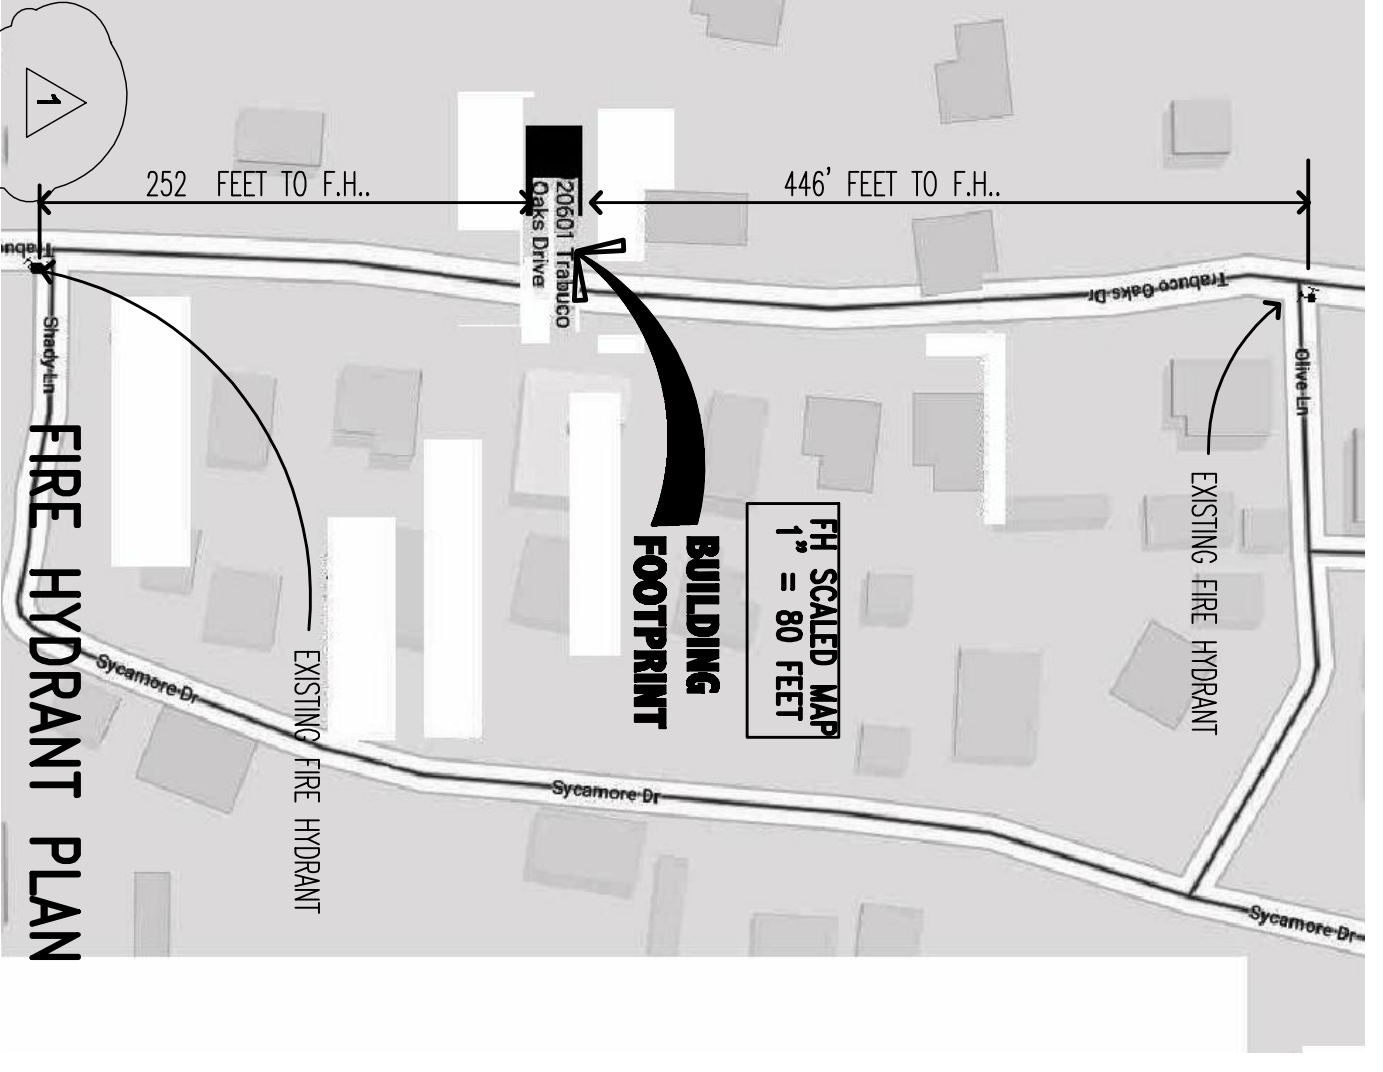 1
252 FEET TO F.H..
446' FEET TO F.H..
20601 Trabuco
Oaks Drive
Trabuc
Trabuco Oaks Dr
Shady Ln
Olive Ln
EXISTING FIRE HYDRANT
FH SCALED MAP
1" = 80 FEET
BUILDING
FOOTPRINT
EXISTING FIRE HYDRANT
Sycamore Dr
Sycamore Dr
Sycamore Dr
FIRE HYDRANT PLAN